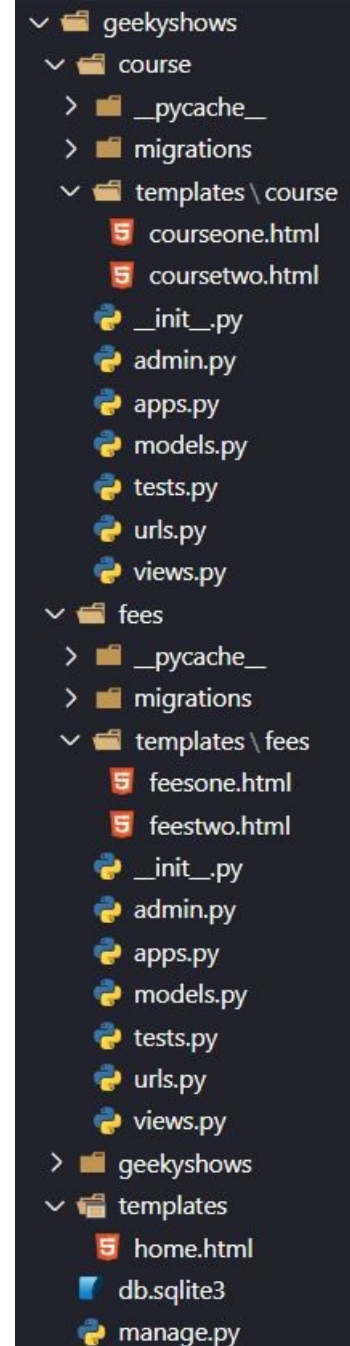 geekyshows
course
__pycache__
migrations
templates\course
courseone.html
coursetwo.html
__init__.py
admin.py
apps.py
models.py
tests.py
urls.py
views.py
fees
__pycache__
migrations
templates\fees
feesone.html
feestwo.html
__init__.py
admin.py
apps.py
models.py
tests.py
urls.py
views.py
geekyshows
templates
home.html
db.sqlite3
manage.py